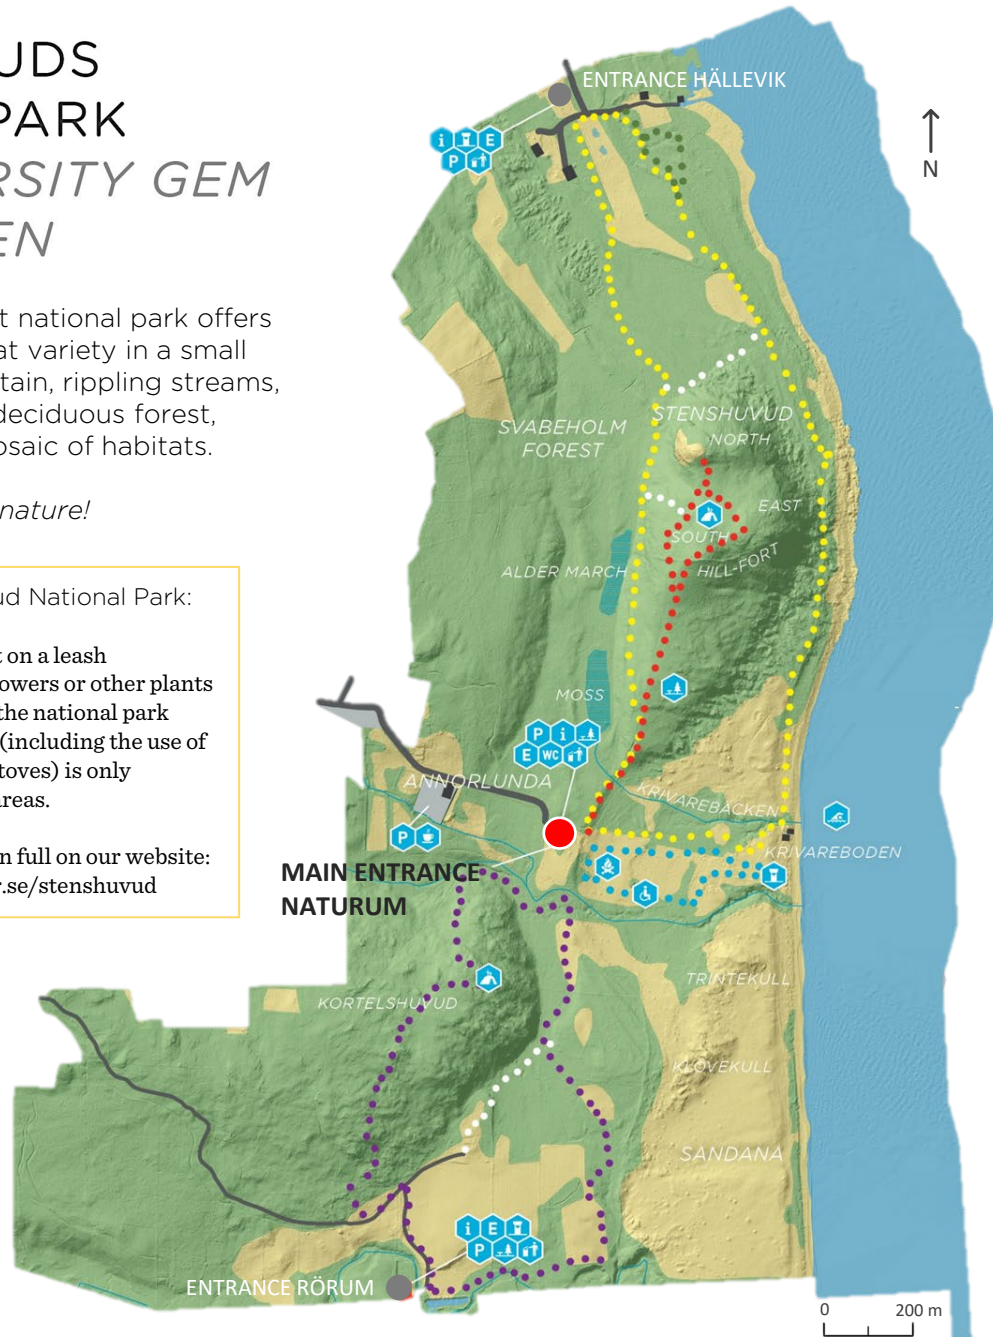 UDS
PARK
RSITY GEM
EN
t national park offers
at variety in a small
tain, rippling streams,
deciduous forest,
osaic of habitats.
nature!
ud National Park:
t on a leash
owers or other plants
the national park
(including the use of
toves) is only
areas.
n full on our website:
r.se/stenshuvud
ENTRANCE HÄLLEVIK
i E
P
N
STENSHUVUD
NORTH
SVABEHOLM
FOREST
EAST
SOUTH
HILL-FORT
ALDER MARCH
MOSS
P i
E WC
ANNORLUNDA
KRIVAREBÄCKEN
P
KRIVAREBODEN
MAIN ENTRANCE
NATURUM
TRINTEKULL
KORTELSHUVUD
KLÖVEKULL
SANDANA
i E
P
ENTRANCE RÖRUM
0 200 m